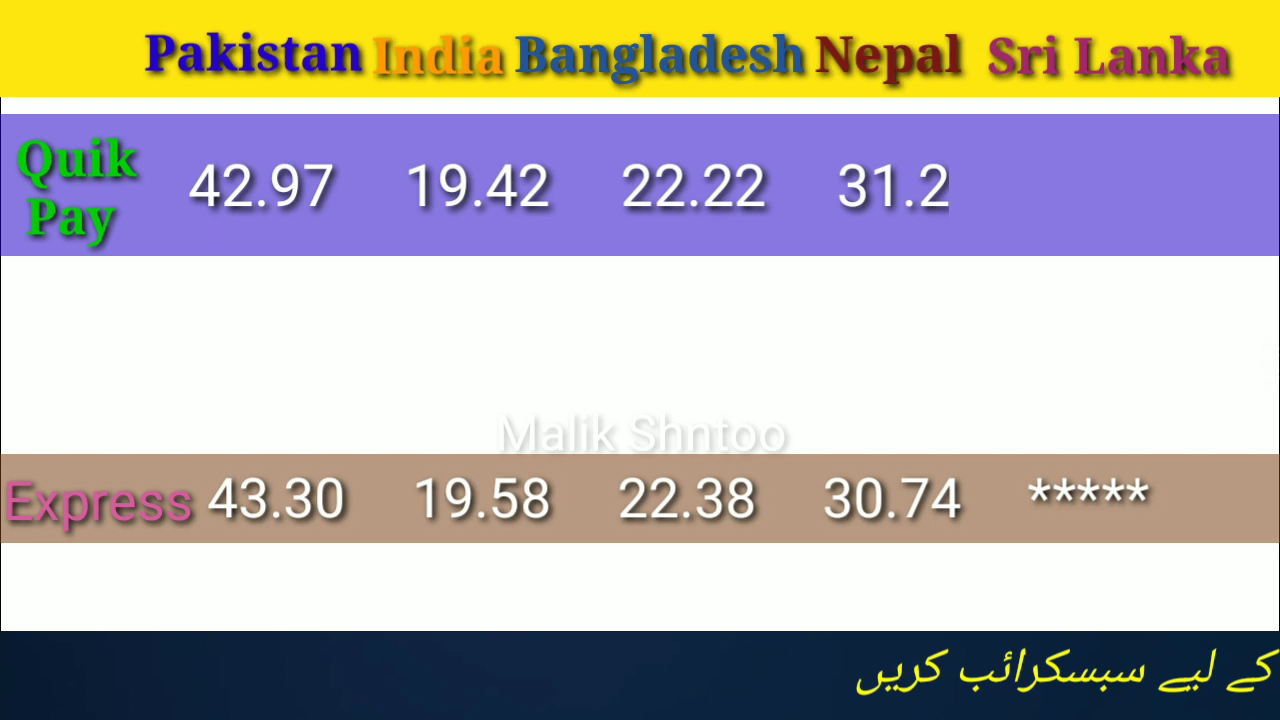 Pakistan India Bangladesh Nepal Sri Lanka
Quik Pay 42.97 19.42 22.22 31.2
Malik Shntoo
Express 43.30 19.58 22.38 30.74 *****
کے لیے سبسکرائب کریں